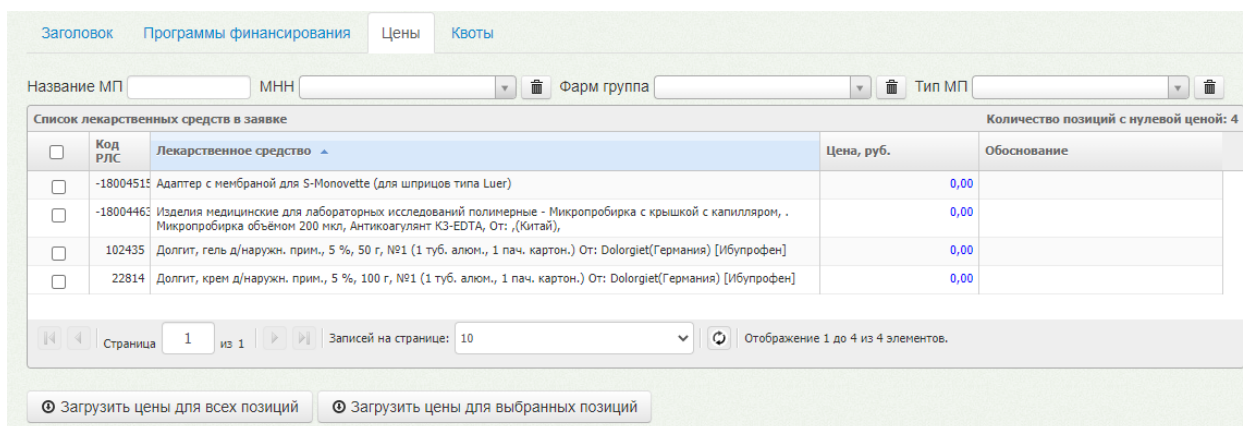 Заголовок Программы финансирования Цены Квоты
Название МП МНН Фарм группа Тип МП
Список лекарственных средств в заявке Количество позиций с нулевой ценой: 4
Код РЛС Лекарственное средство Цена, руб. Обоснование
-18004515 Адаптер с мембраной для S-Monovette (для шприцов типа Luer) 0,00
-18004463 Изделия медицинские для лабораторных исследований полимерные - Микропробирка с крышкой с капилляром, . 0,00
Микропробирка объёмом 200 мкл, Антикоагулянт К3-EDTA, От: ,(Китай),
102435 Долгит, гель д/наружн. прим., 5 %, 50 г, №1 (1 туб. алюм., 1 пач. картон.) От: Dolorgiet(Германия) [Ибупрофен] 0,00
22814 Долгит, крем д/наружн. прим., 5 %, 100 г, №1 (1 туб. алюм., 1 пач. картон.) От: Dolorgiet(Германия) [Ибупрофен] 0,00
Страница 1 из 1 Записей на странице: 10 Отображение 1 до 4 из 4 элементов.
Загрузить цены для всех позиций Загрузить цены для выбранных позиций